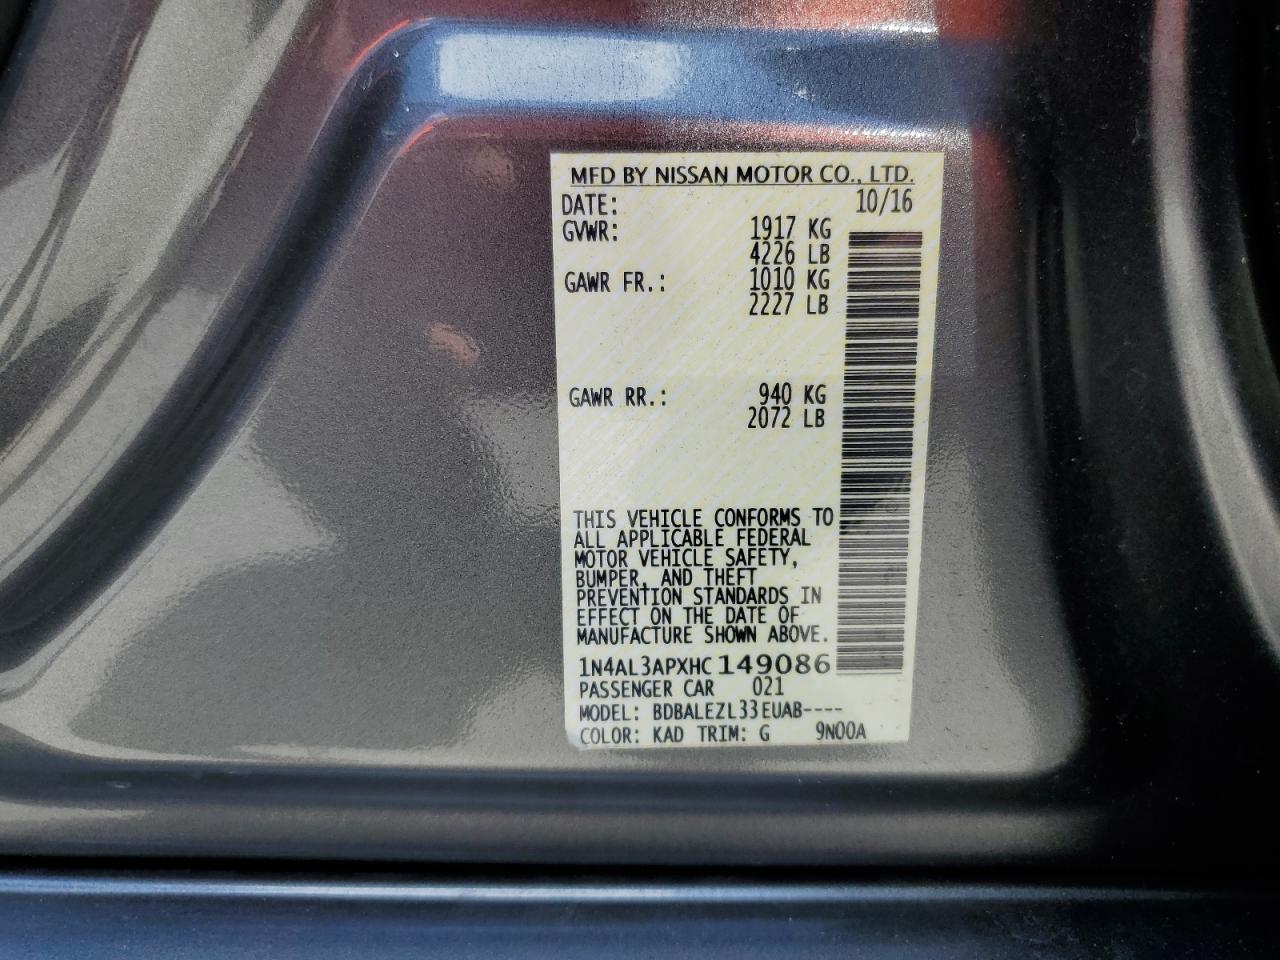 MFD BY NISSAN MOTOR CO., LTD.
DATE: 10/16
GVWR: 1917 KG
4226 LB
GAWR FR.: 1010 KG
2227 LB
GAWR RR.: 940 KG
2072 LB
THIS VEHICLE CONFORMS TO
ALL APPLICABLE FEDERAL
MOTOR VEHICLE SAFETY,
BUMPER, AND THEFT
PREVENTION STANDARDS IN
EFFECT ON THE DATE OF
MANUFACTURE SHOWN ABOVE.
1N4AL3APXHC149086
PASSENGER CAR 021
MODEL: BDBALEZL33EUAB----
COLOR: KAD TRIM: G 9N00A